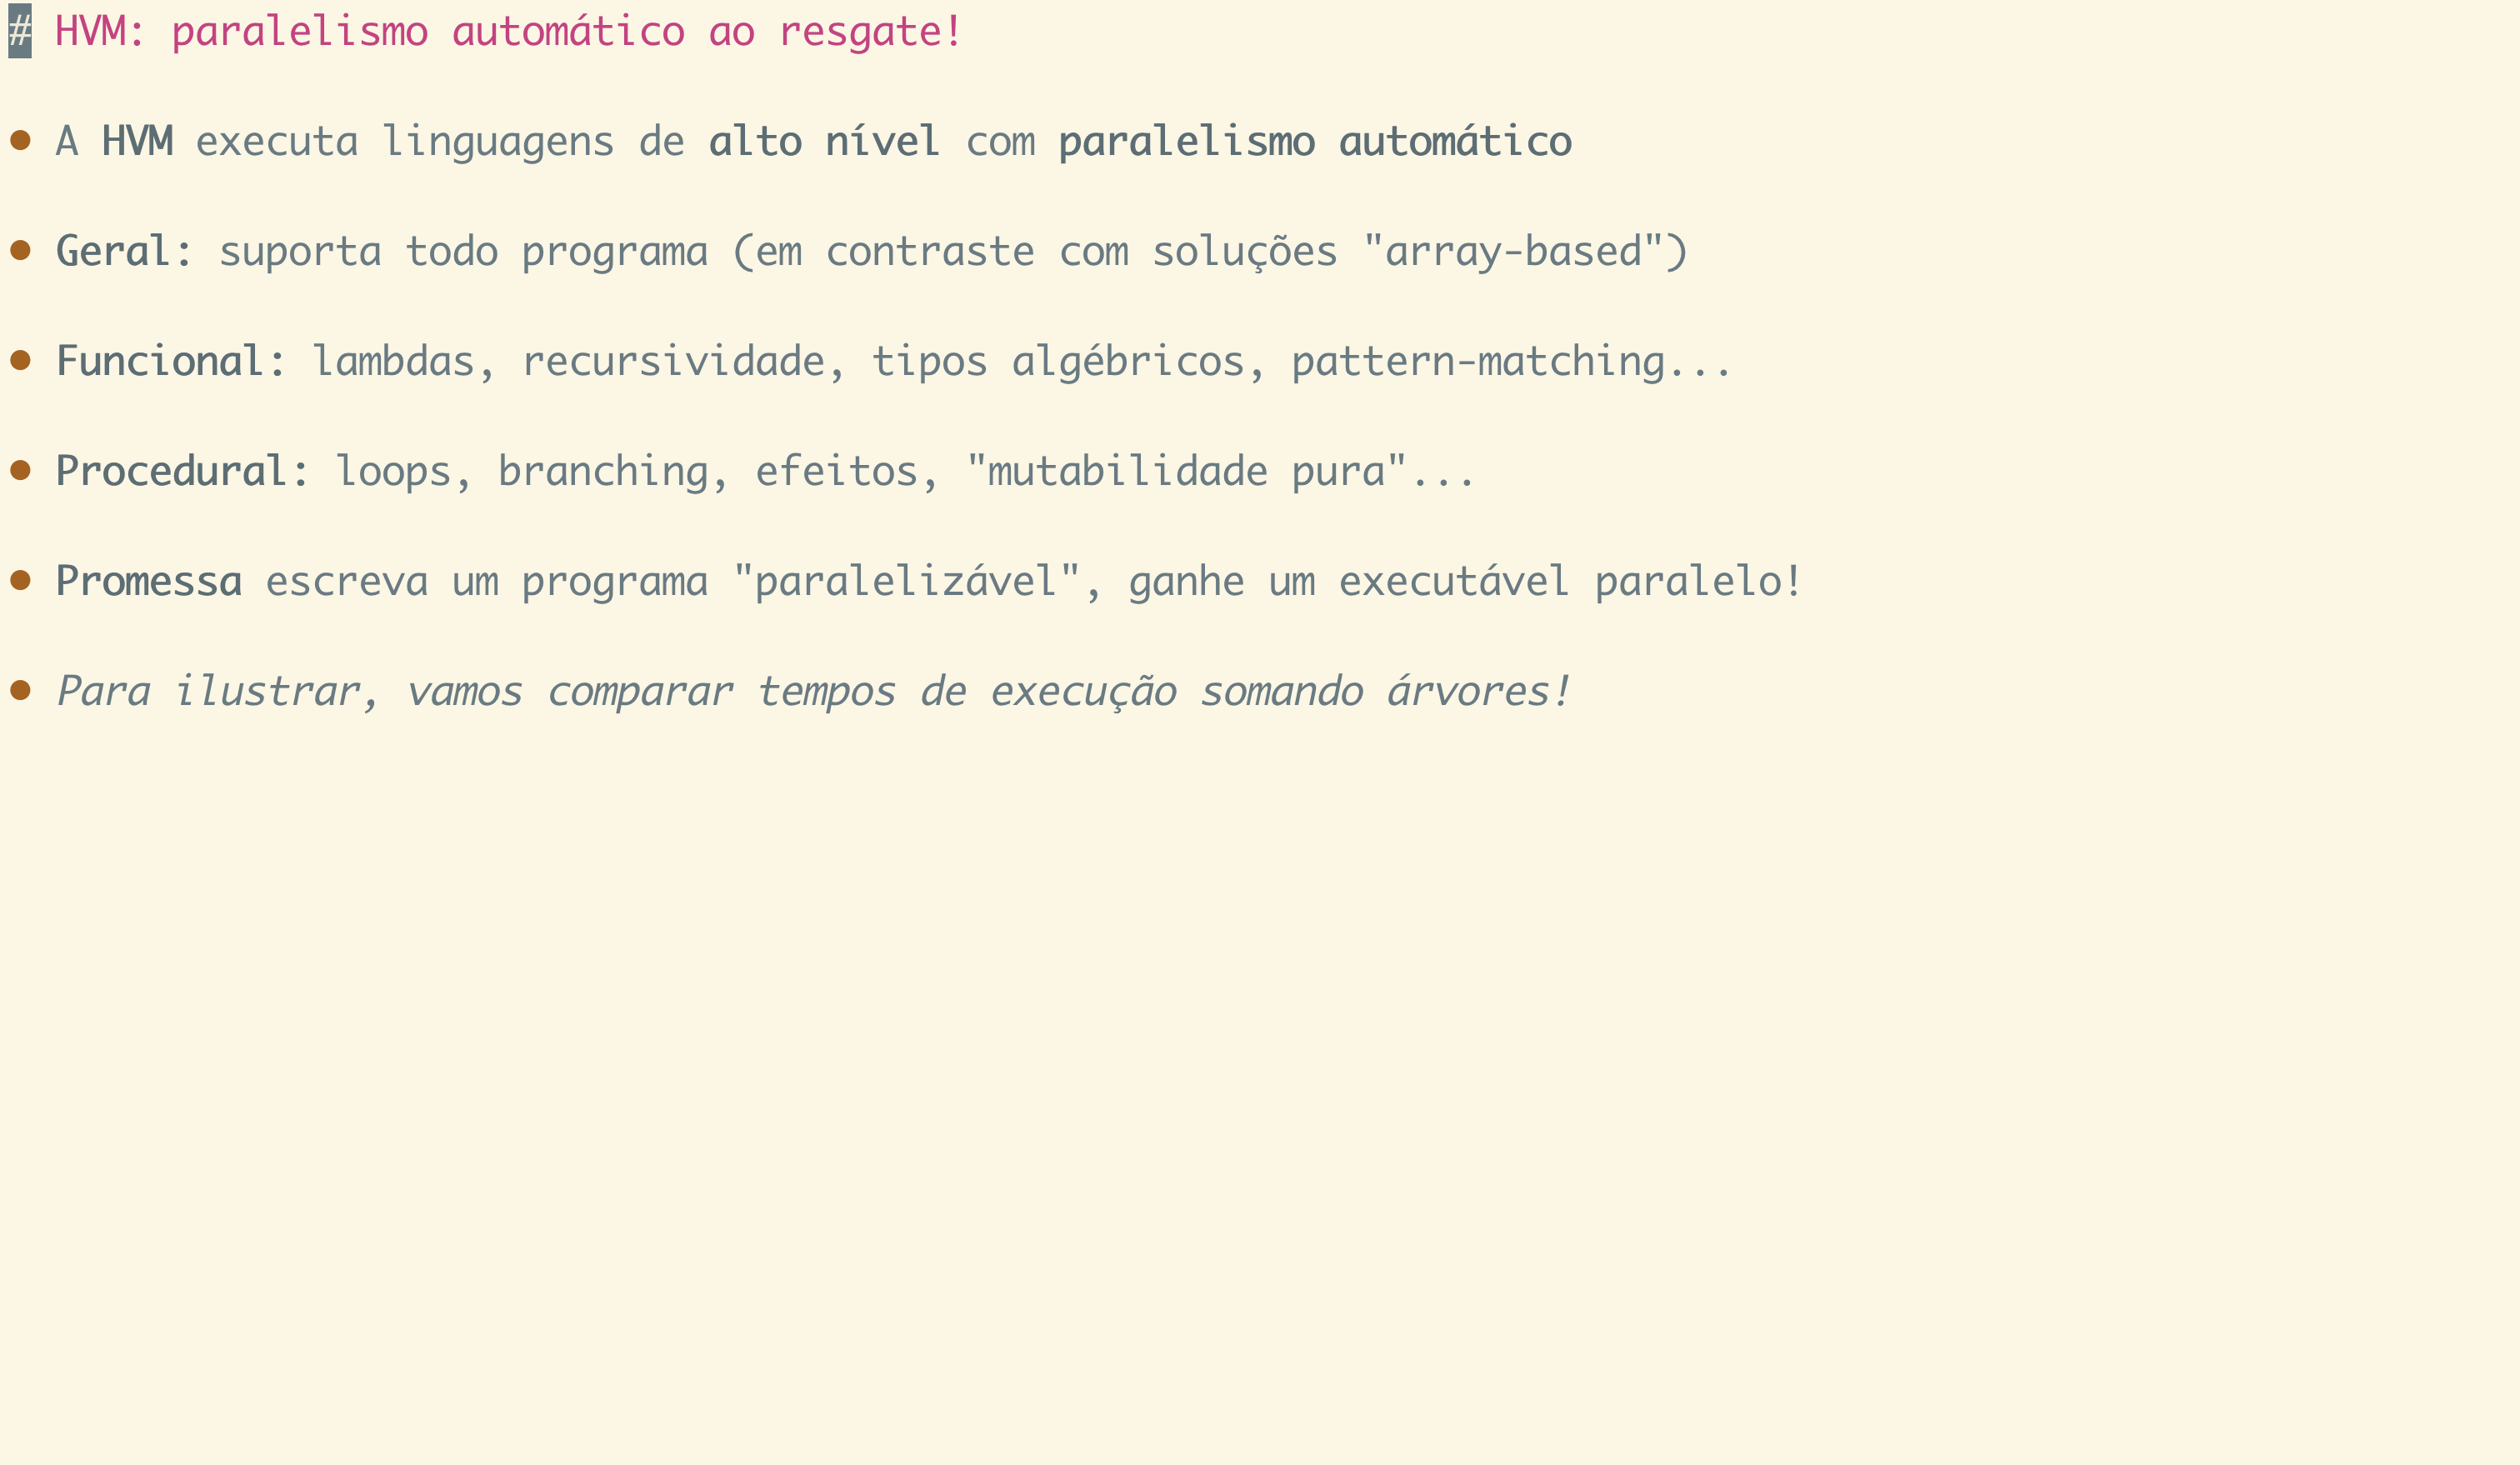 # HVM: paralelismo automático ao resgate!
● A HVM executa linguagens de alto nível com paralelismo automático
● Geral: suporta todo programa (em contraste com soluções "array-based")
● Funcional: lambdas, recursividade, tipos algébricos, pattern-matching...
● Procedural: loops, branching, efeitos, "mutabilidade pura"...
● Promessa escreva um programa "paralelizável", ganhe um executável paralelo!
● Para ilustrar, vamos comparar tempos de execução somando árvores!